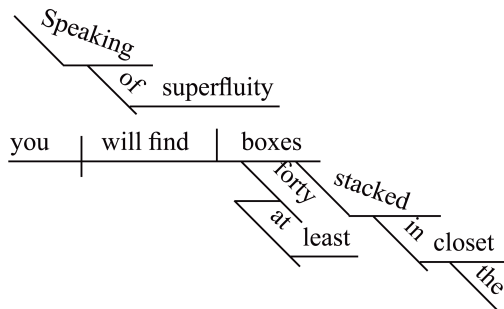 Speaking
of superfluity
you will find boxes
forty stacked
at least in closet
the